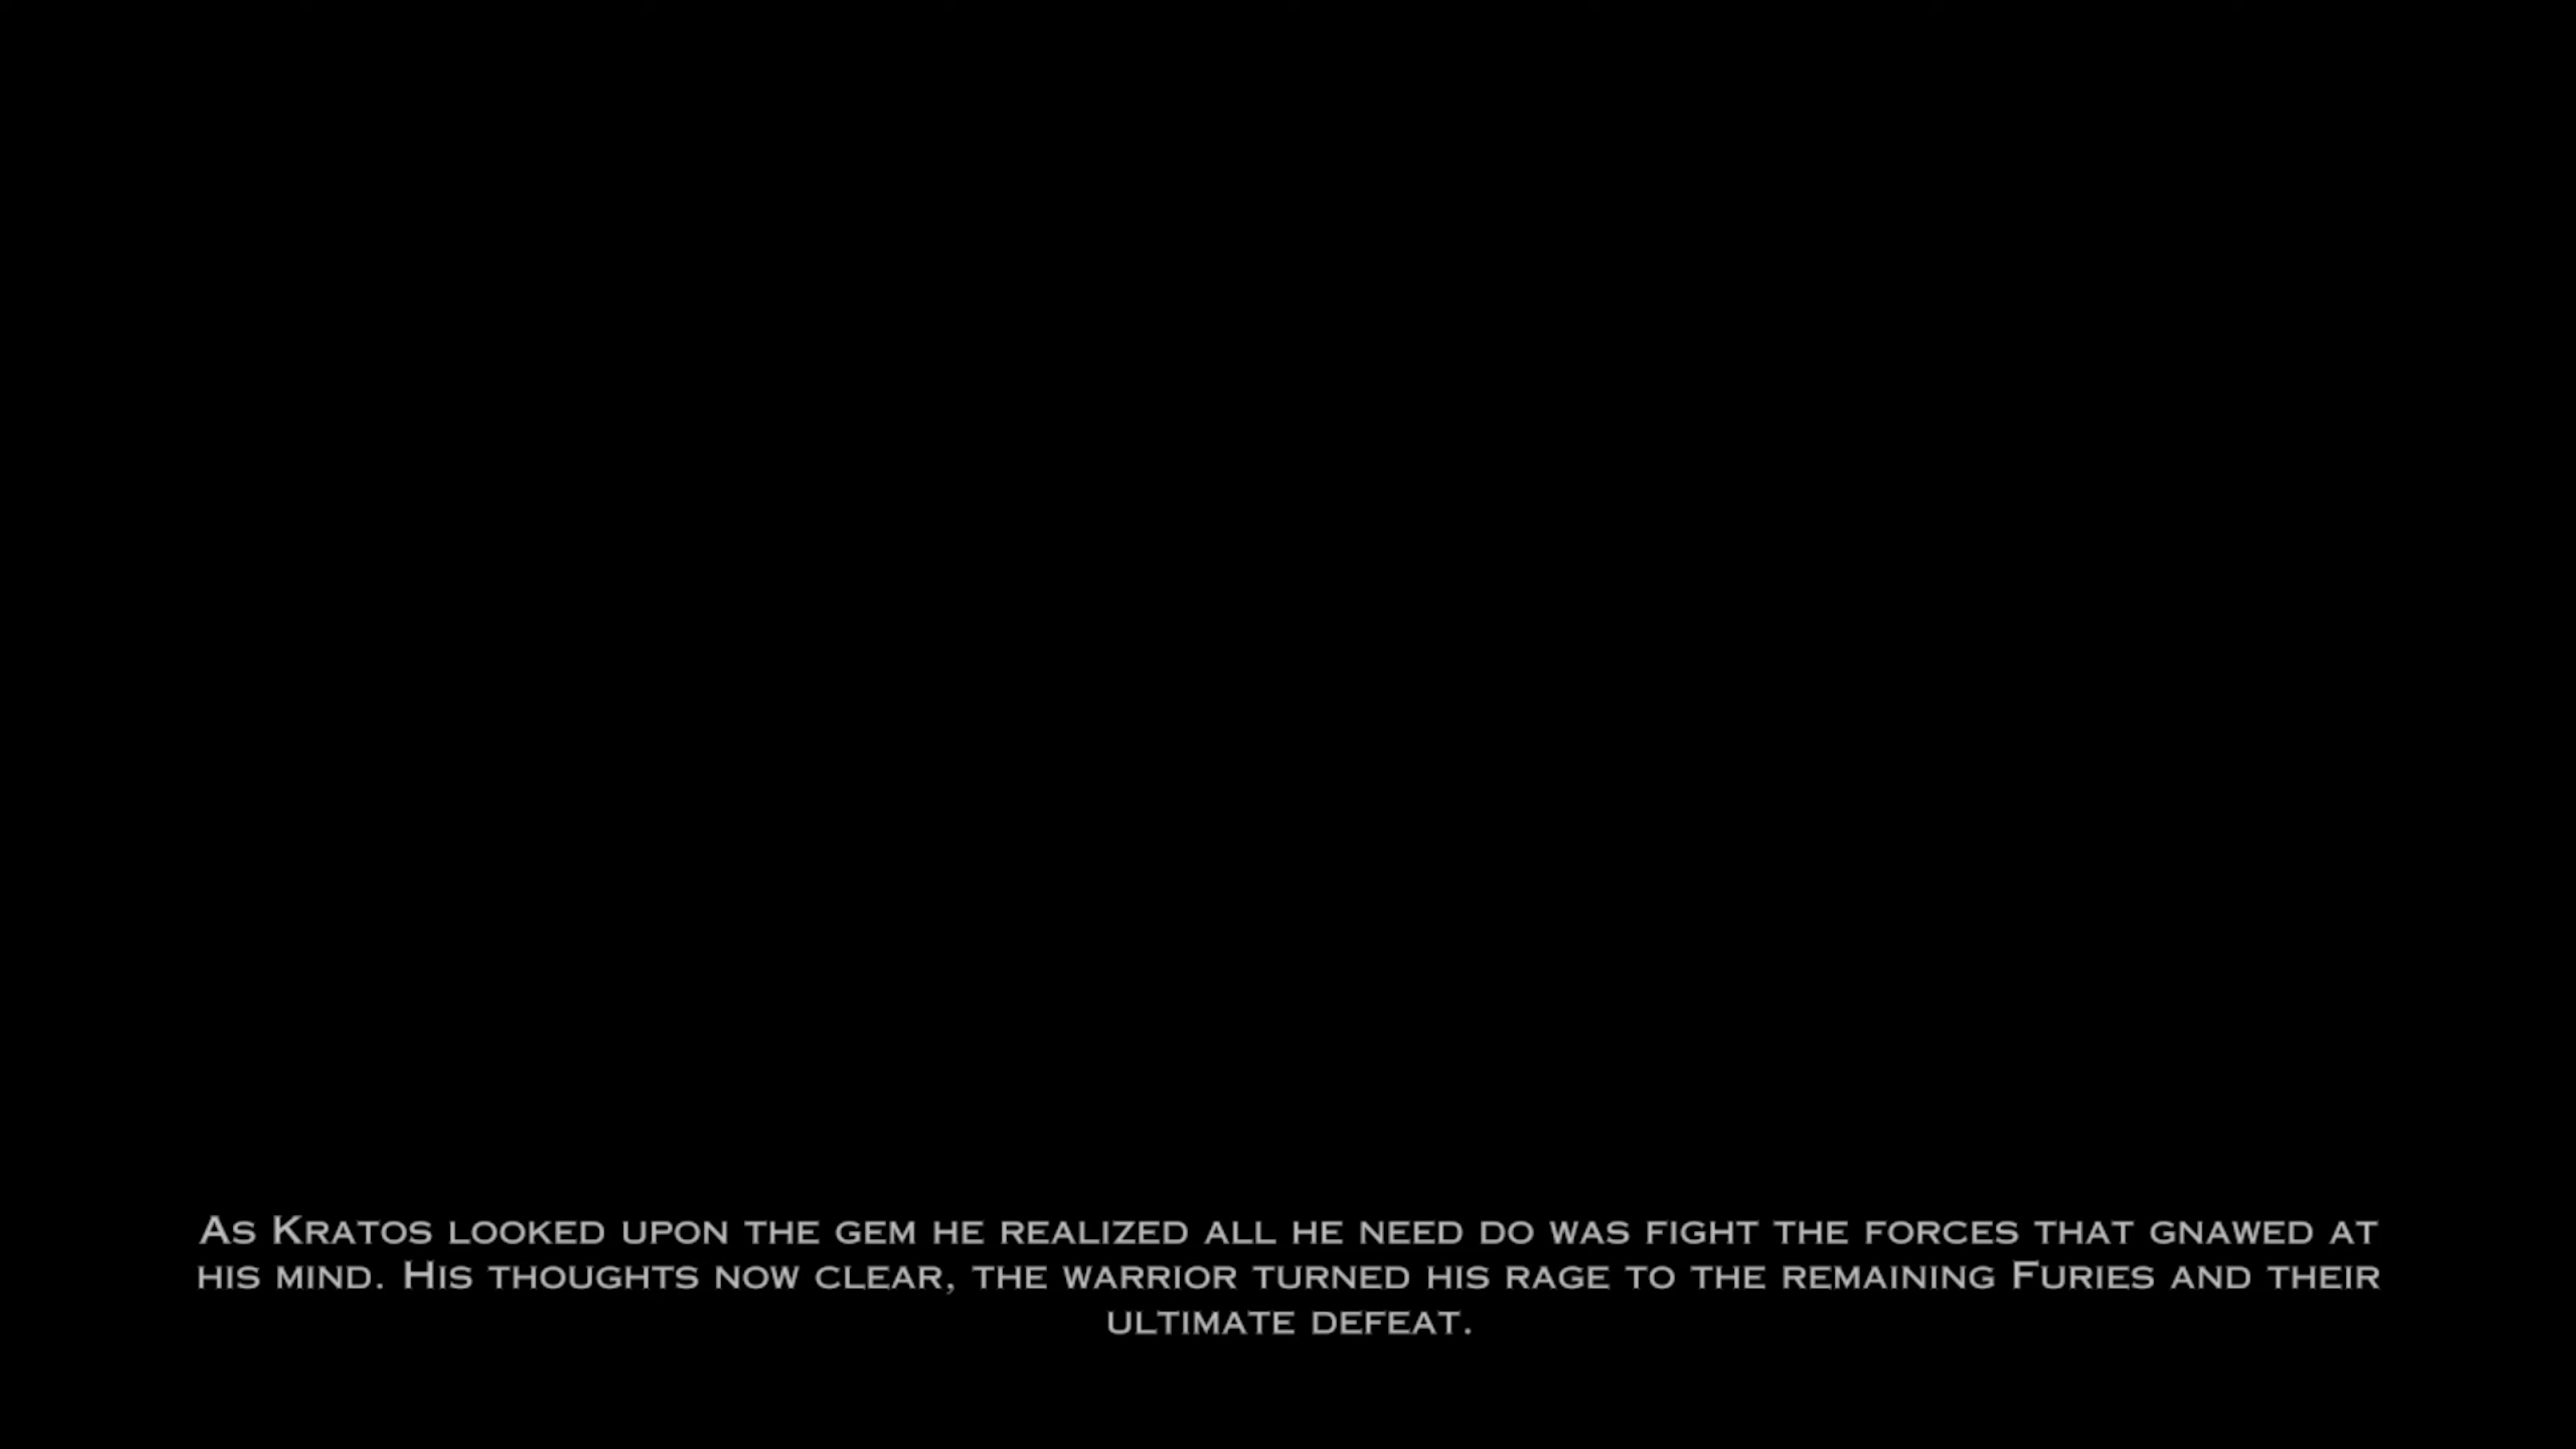 As Kratos looked upon the gem he realized all he need do was fight the forces that gnawed at
his mind. His thoughts now clear, the warrior turned his rage to the remaining Furies and their
ultimate defeat.